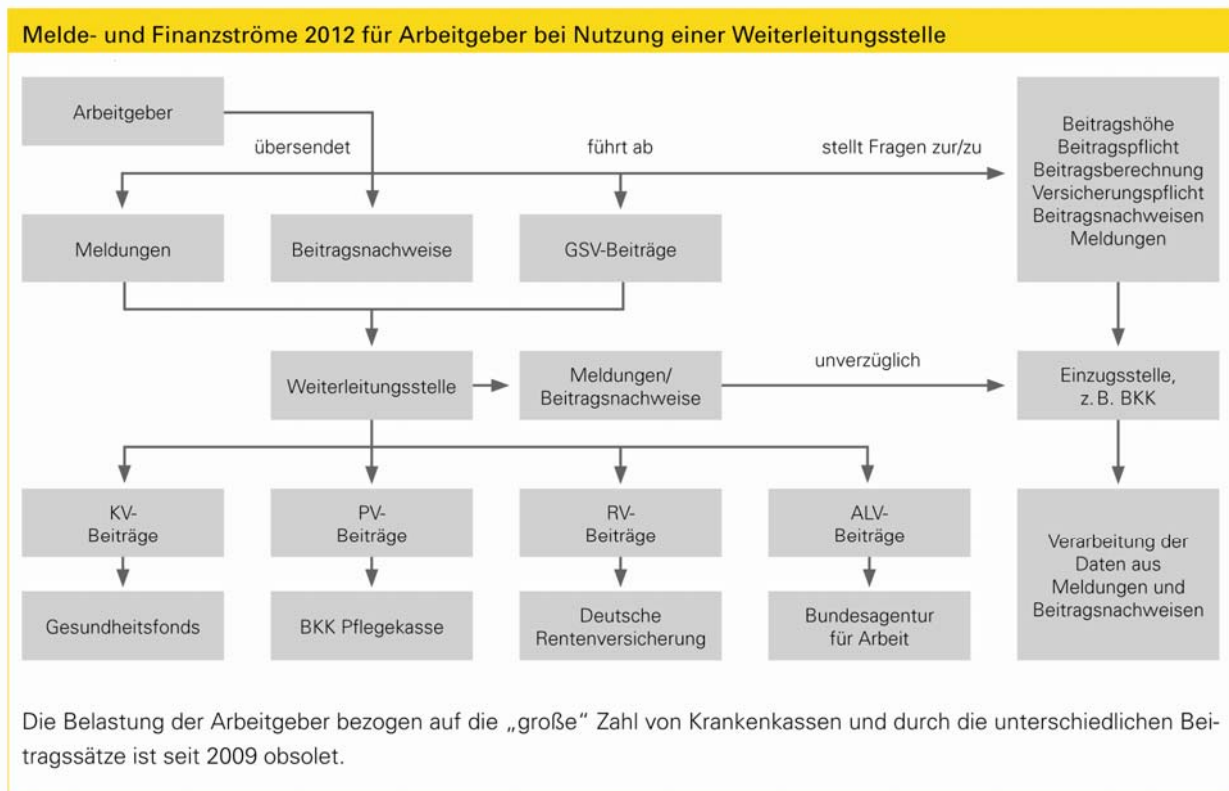 Melde- und Finanzströme 2012 für Arbeitgeber bei Nutzung einer Weiterleitungsstelle
Arbeitgeber
übersendet
führt ab
stellt Fragen zur/zu
Beitragshöhe
Beitragspflicht
Beitragsberechnung
Versicherungspflicht
Beitragsnachweisen
Meldungen
Meldungen
Beitragsnachweise
GSV-Beiträge
Weiterleitungsstelle
Meldungen/
Beitragsnachweise
unverzüglich
Einzugsstelle,
z. B. BKK
KV-
Beiträge
PV-
Beiträge
RV-
Beiträge
ALV-
Beiträge
Verarbeitung der
Daten aus
Meldungen und
Beitragsnachweisen
Gesundheitsfonds
BKK Pflegekasse
Deutsche
Rentenversicherung
Bundesagentur
für Arbeit
Die Belastung der Arbeitgeber bezogen auf die „große“ Zahl von Krankenkassen und durch die unterschiedlichen Bei-
tragssätze ist seit 2009 obsolet.